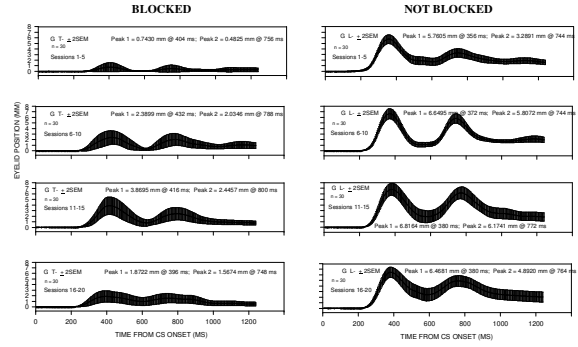 BLOCKED
NOT BLOCKED
G T- ± 2SEM
n = 30
Sessions 1-5
Peak 1 = 0.7430 mm @ 404 ms; Peak 2 = 0.4825 mm @ 756 ms
G T- ± 2SEM
n = 30
Sessions 6-10
Peak 1 = 2.3899 mm @ 432 ms; Peak 2 = 2.0346 mm @ 788 ms
G T- ± 2SEM
n = 30
Sessions 11-15
Peak 1 = 3.8695 mm @ 416 ms; Peak 2 = 2.4457 mm @ 800 ms
G T- ± 2SEM
n = 30
Sessions 16-20
Peak 1 = 1.8722 mm @ 396 ms; Peak 2 = 1.5674 mm @ 748 ms
EYELID POSITION (MM)
0 200 400 600 800 1000 1200
TIME FROM CS ONSET (MS)
G L- ± 2SEM
n = 30
Sessions 1-5
Peak 1 = 5.7605 mm @ 356 ms; Peak 2 = 3.2891 mm @ 744 ms
G L- ± 2SEM
n = 30
Sessions 6-10
Peak 1 = 6.6495 mm @ 372 ms; Peak 2 = 5.8072 mm @ 744 ms
G L- ± 2SEM
n = 30
Sessions 11-15
Peak 1 = 6.8164 mm @ 380 ms; Peak 2 = 6.1741 mm @ 772 ms
G L- ± 2SEM
n = 30
Sessions 16-20
Peak 1 = 6.4681 mm @ 380 ms; Peak 2 = 4.8920 mm @ 764 ms
0 200 400 600 800 1000 1200
TIME FROM CS ONSET (MS)